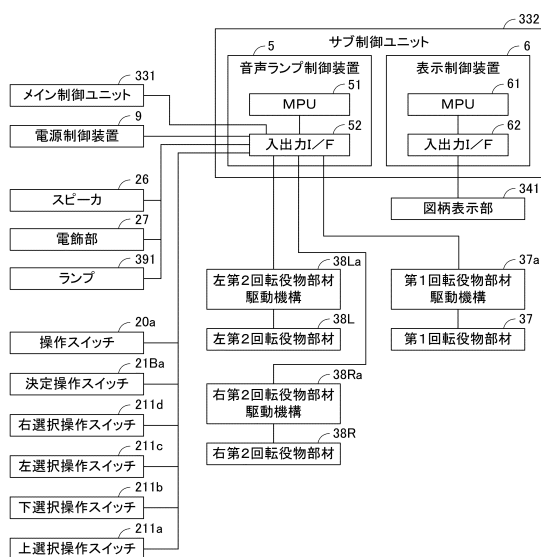 332
サブ制御ユニット
5
音声ランプ制御装置
51
MPU
52
入出力I/F
6
表示制御装置
61
MPU
62
入出力I/F
341
図柄表示部
331
メイン制御ユニット
9
電源制御装置
26
スピーカ
27
電飾部
391
ランプ
20a
操作スイッチ
21Ba
決定操作スイッチ
211d
右選択操作スイッチ
211c
左選択操作スイッチ
211b
下選択操作スイッチ
211a
上選択操作スイッチ
38La
左第2回転役物部材
駆動機構
38L
左第2回転役物部材
38Ra
右第2回転役物部材
駆動機構
38R
右第2回転役物部材
37a
第1回転役物部材
駆動機構
37
第1回転役物部材